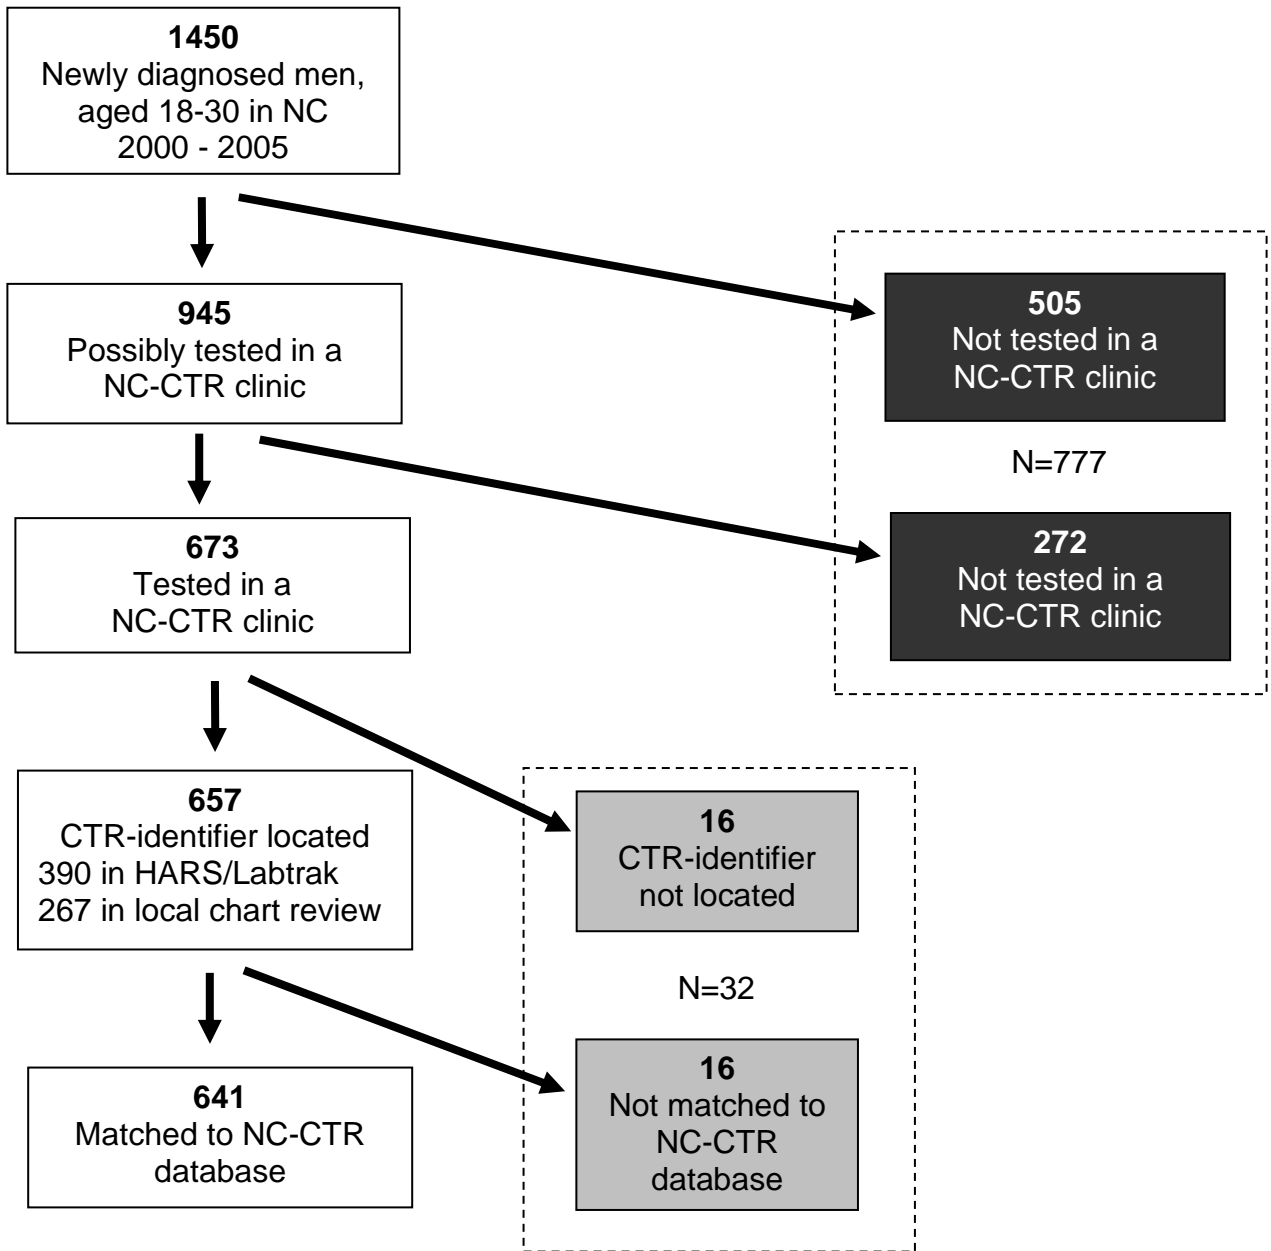 1450
Newly diagnosed men,
aged 18-30 in NC
2000 - 2005
945
Possibly tested in a
NC-CTR clinic
505
Not tested in a
NC-CTR clinic
N=777
673
Tested in a
NC-CTR clinic
272
Not tested in a
NC-CTR clinic
657
CTR-identifier located
390 in HARS/Labtrak
267 in local chart review
16
CTR-identifier
not located
N=32
641
Matched to NC-CTR
database
16
Not matched to
NC-CTR
database